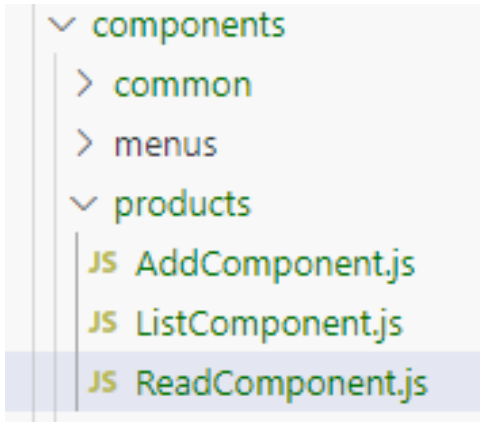 components
common
menus
products
JS AddComponent.js
JS ListComponent.js
JS ReadComponent.js